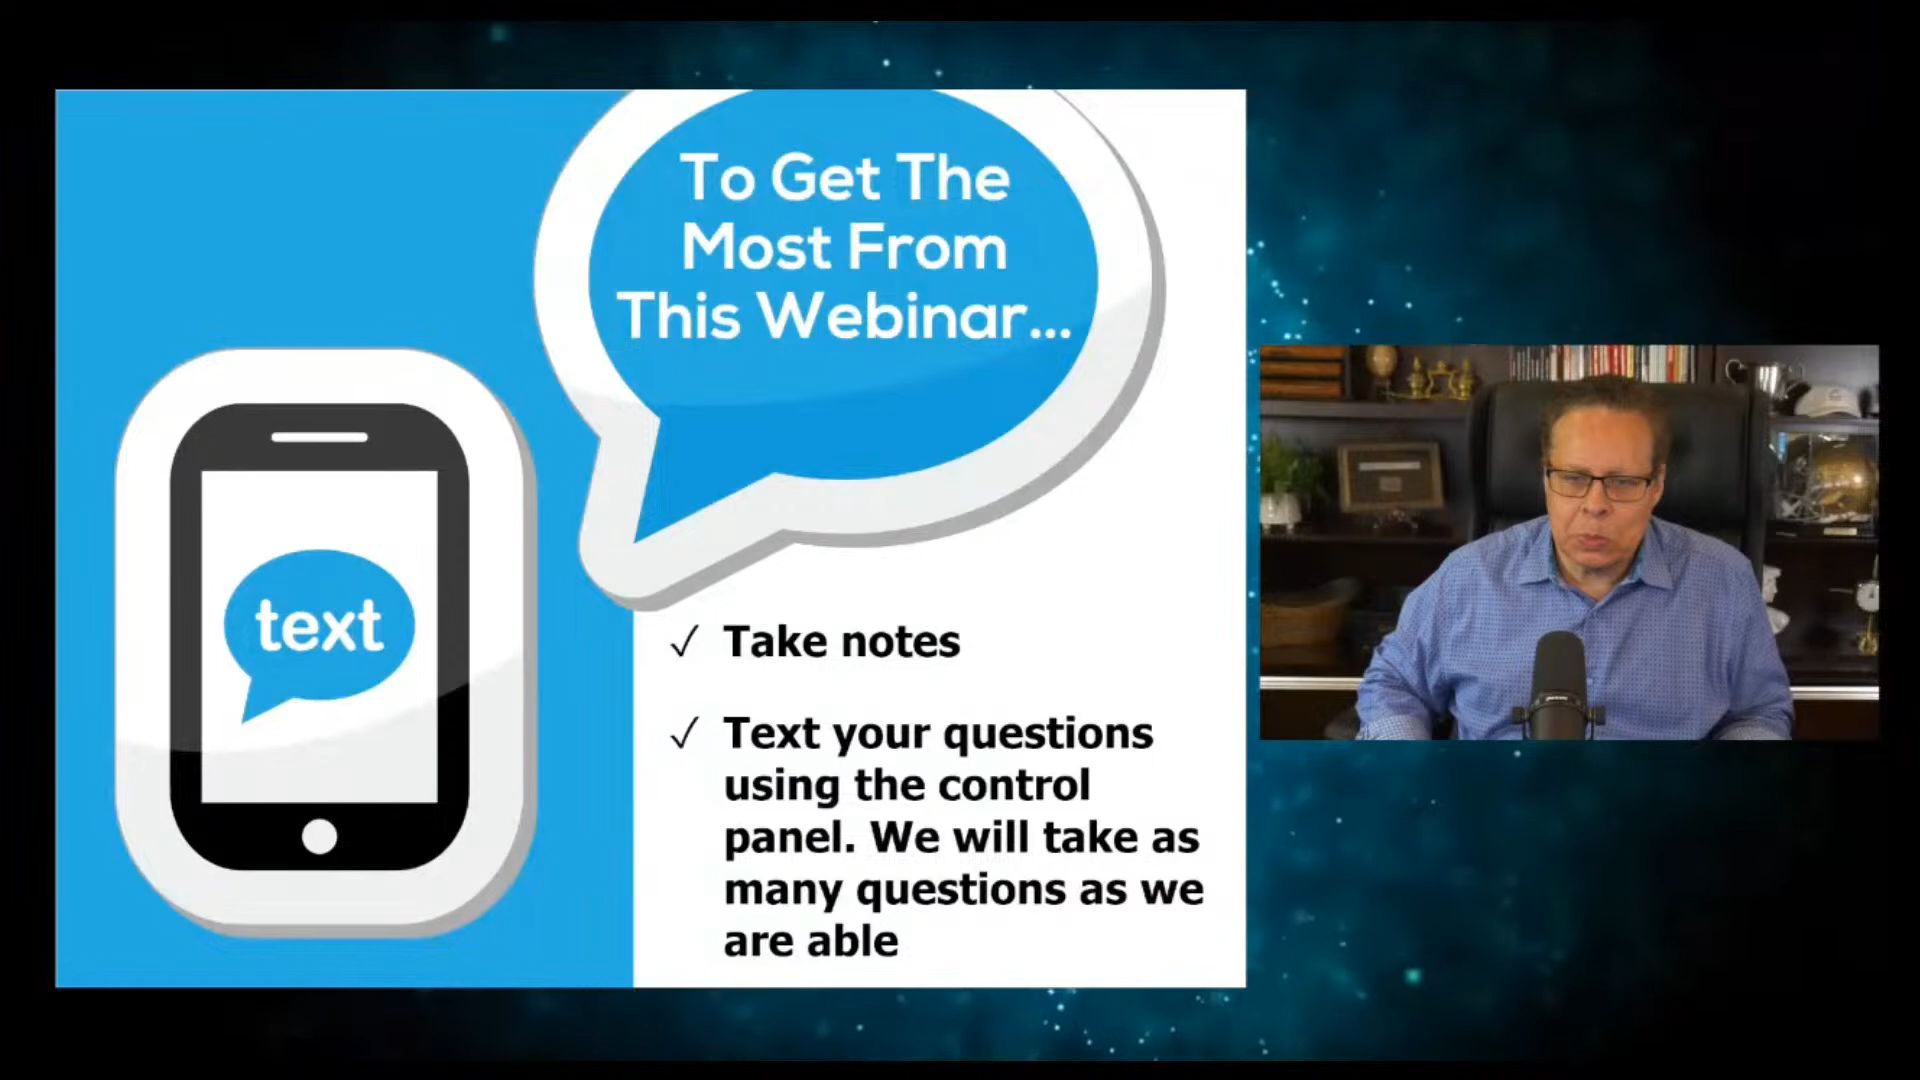 To Get The
Most From
This Webinar...
text
✓ Take notes
✓ Text your questions
using the control
panel. We will take as
many questions as we
are able